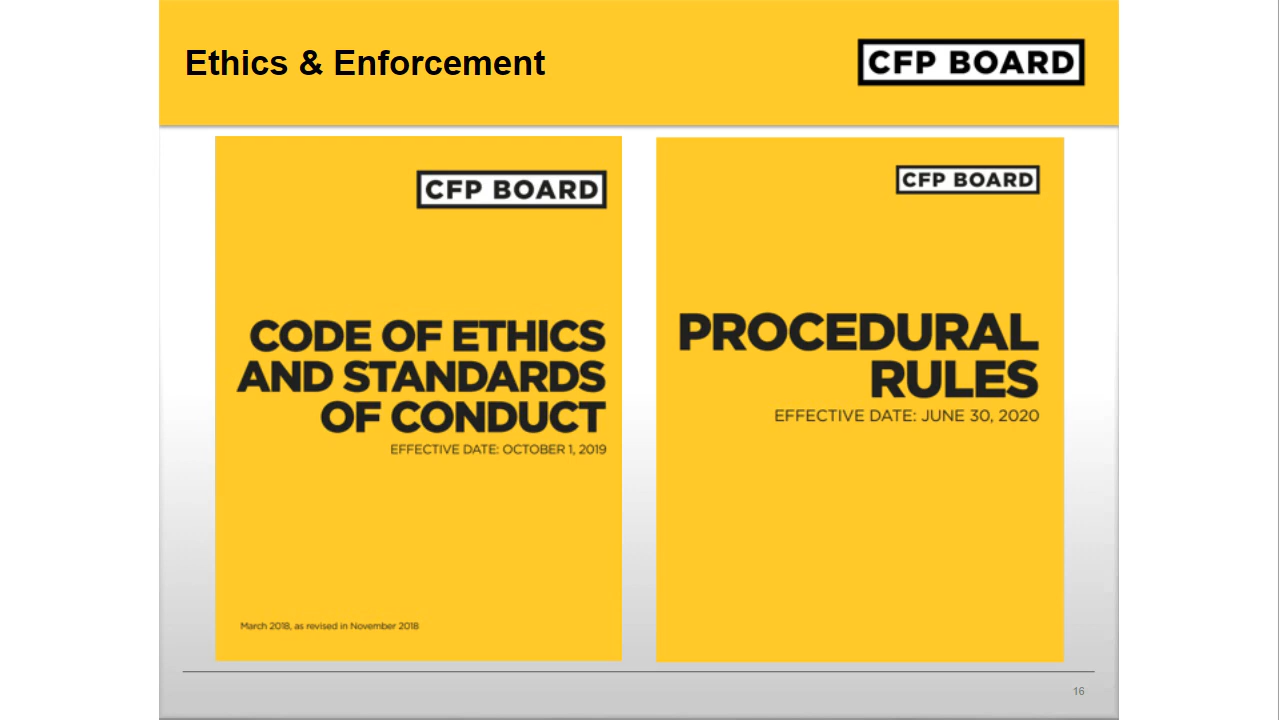 Ethics & Enforcement
CFP BOARD
CFP BOARD
CODE OF ETHICS
AND STANDARDS
OF CONDUCT
EFFECTIVE DATE: OCTOBER 1, 2019
March 2018, as revised in November 2018
CFP BOARD
PROCEDURAL
RULES
EFFECTIVE DATE: JUNE 30, 2020
16